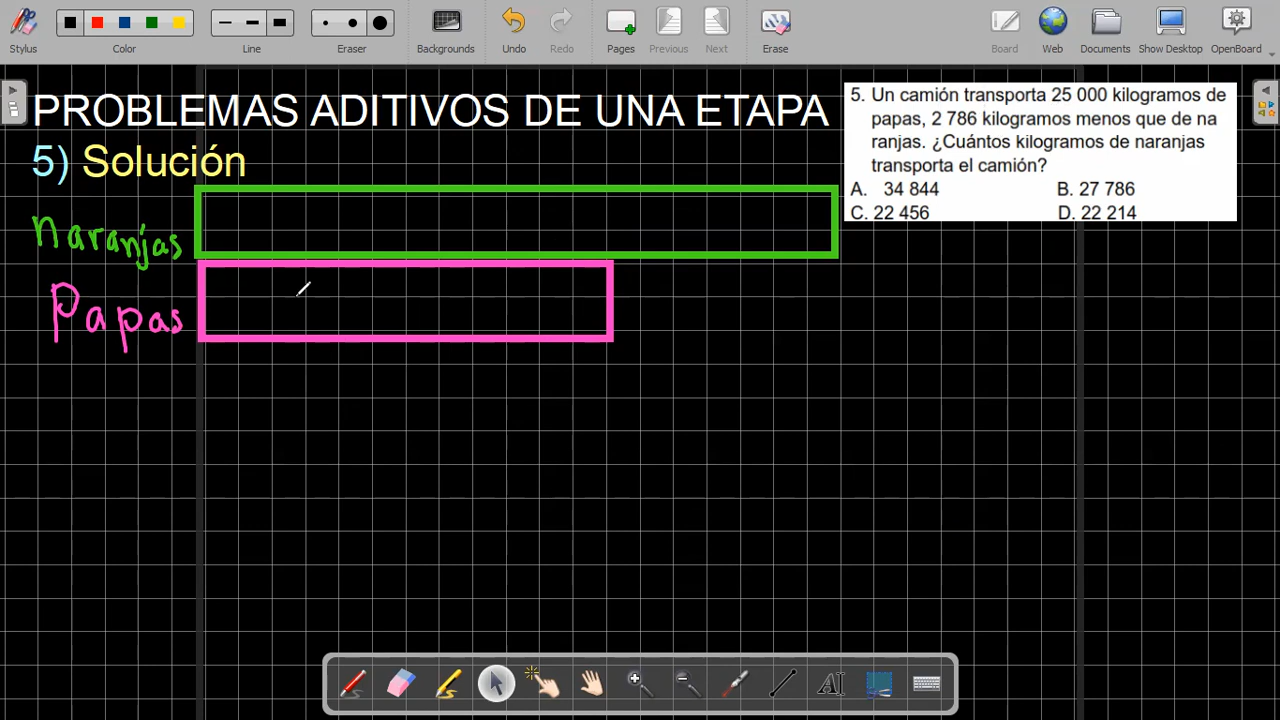 Stylus
Color
Line
Eraser
Backgrounds
Undo
Redo
Pages
Previous
Next
Erase
Board
Web
Documents
Show Desktop
OpenBoard
PROBLEMAS ADITIVOS DE UNA ETAPA
5) Solución
naranjas
Papas
5. Un camión transporta 25 000 kilogramos de
papas, 2 786 kilogramos menos que de na
ranjas. ¿Cuántos kilogramos de naranjas
transporta el camión?
A. 34 844 B. 27 786
C. 22 456 D. 22 214
AI